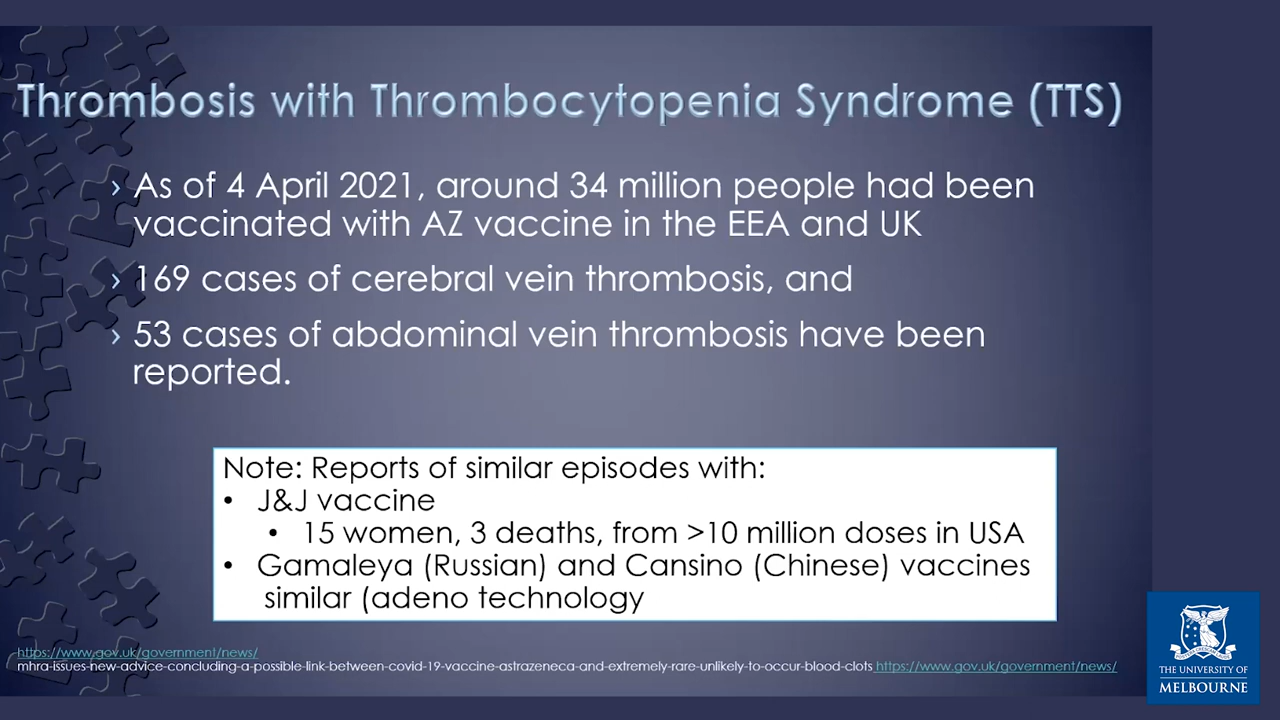 Thrombosis with Thrombocytopenia Syndrome (TTS)
› As of 4 April 2021, around 34 million people had been
vaccinated with AZ vaccine in the EEA and UK
› 169 cases of cerebral vein thrombosis, and
› 53 cases of abdominal vein thrombosis have been
reported.
Note: Reports of similar episodes with:
• J&J vaccine
• 15 women, 3 deaths, from >10 million doses in USA
• Gamaleya (Russian) and Cansino (Chinese) vaccines
similar (adeno technology
https://www.gov.uk/government/news/
mhra-issues-new-advice-concluding-a-possible-link-between-covid-19-vaccine-astrazeneca-and-extremely-rare-unlikely-to-occur-blood-clots https://www.gov.uk/government/news/
THE UNIVERSITY OF
MELBOURNE